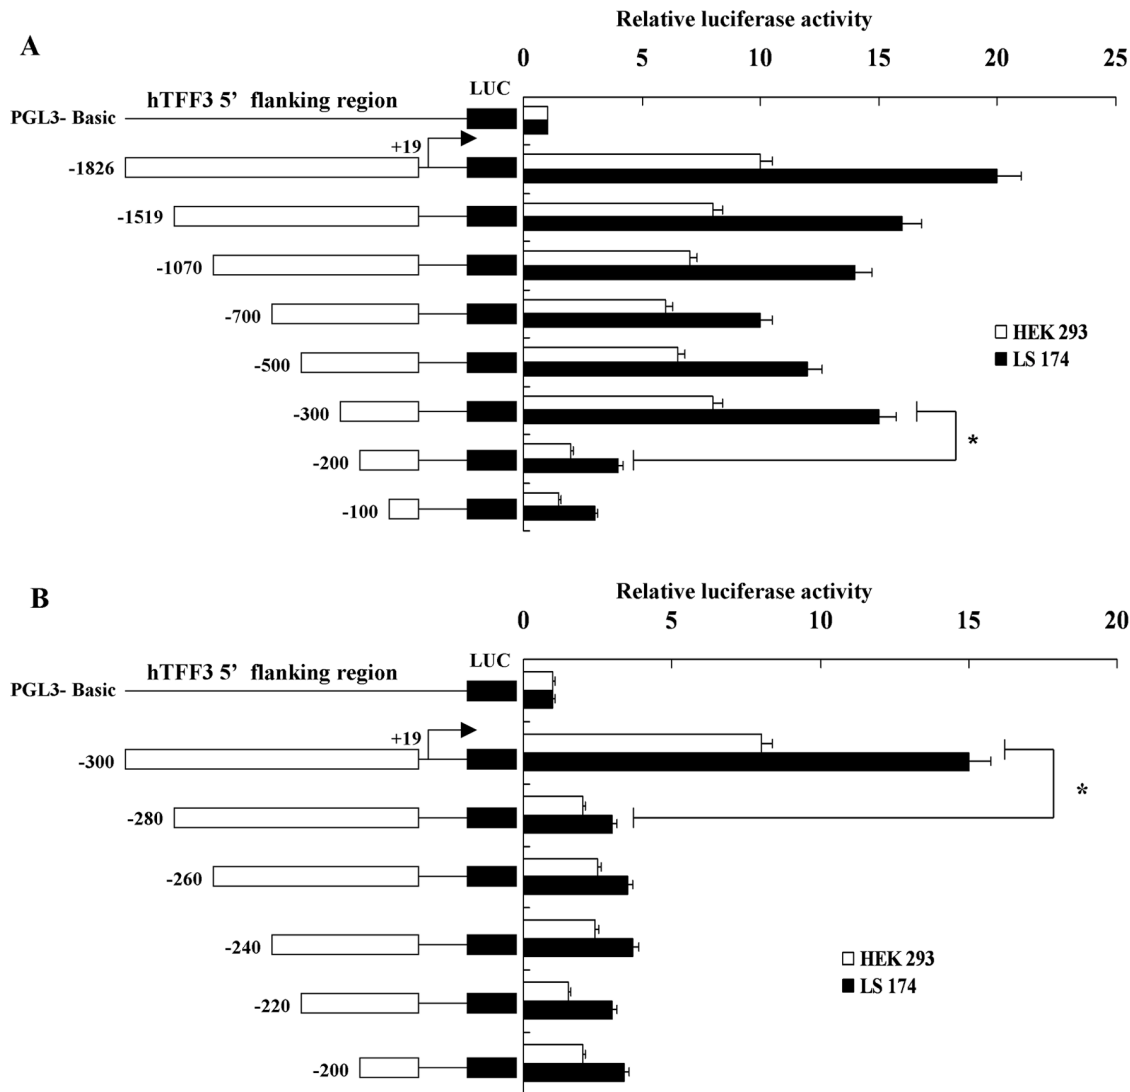 Relative luciferase activity
A
0 5 10 15 20 25
hTFF3 5’ flanking region LUC
PGL3- Basic
+19
-1826
-1519
-1070
-700
HEK 293
LS 174
-500
-300
*
-200
-100
B
Relative luciferase activity
0 5 10 15 20
hTFF3 5’ flanking region LUC
PGL3- Basic
+19
-300
*
-280
-260
-240
HEK 293
LS 174
-220
-200